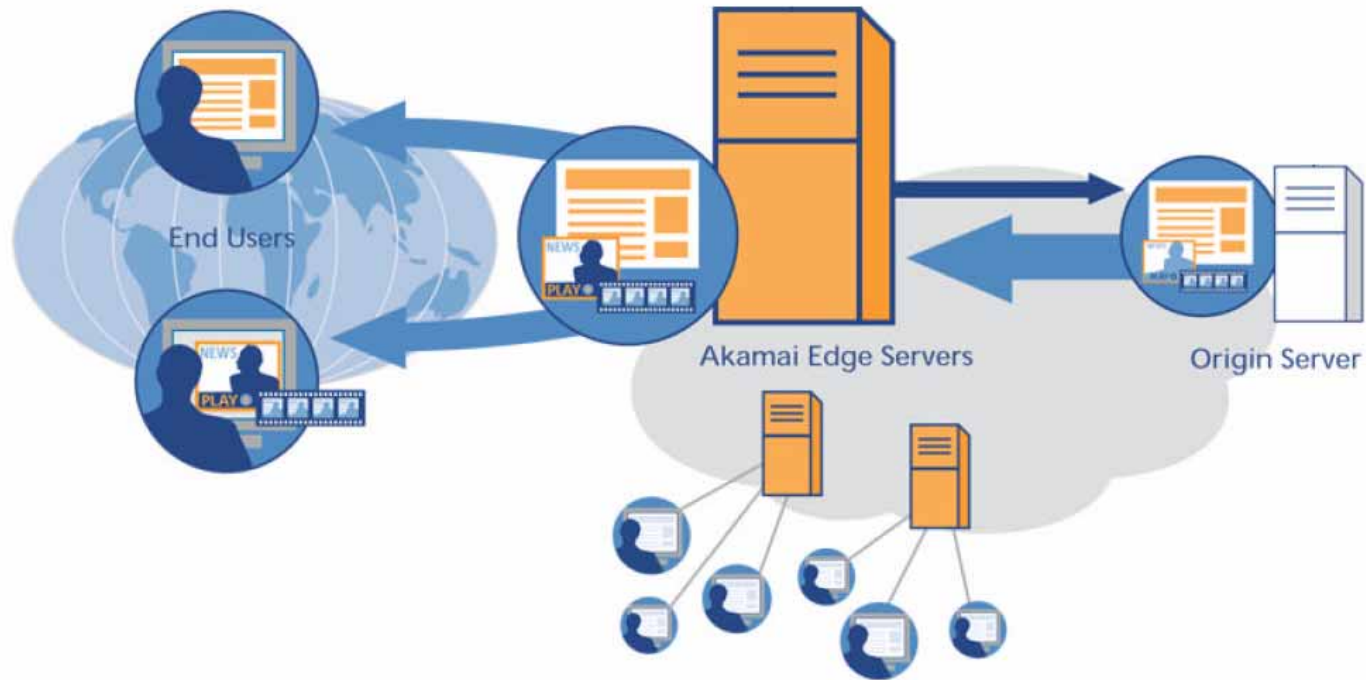 End Users
NEWS
PLAY
NEWS
PLAY
Akamai Edge Servers
Origin Server